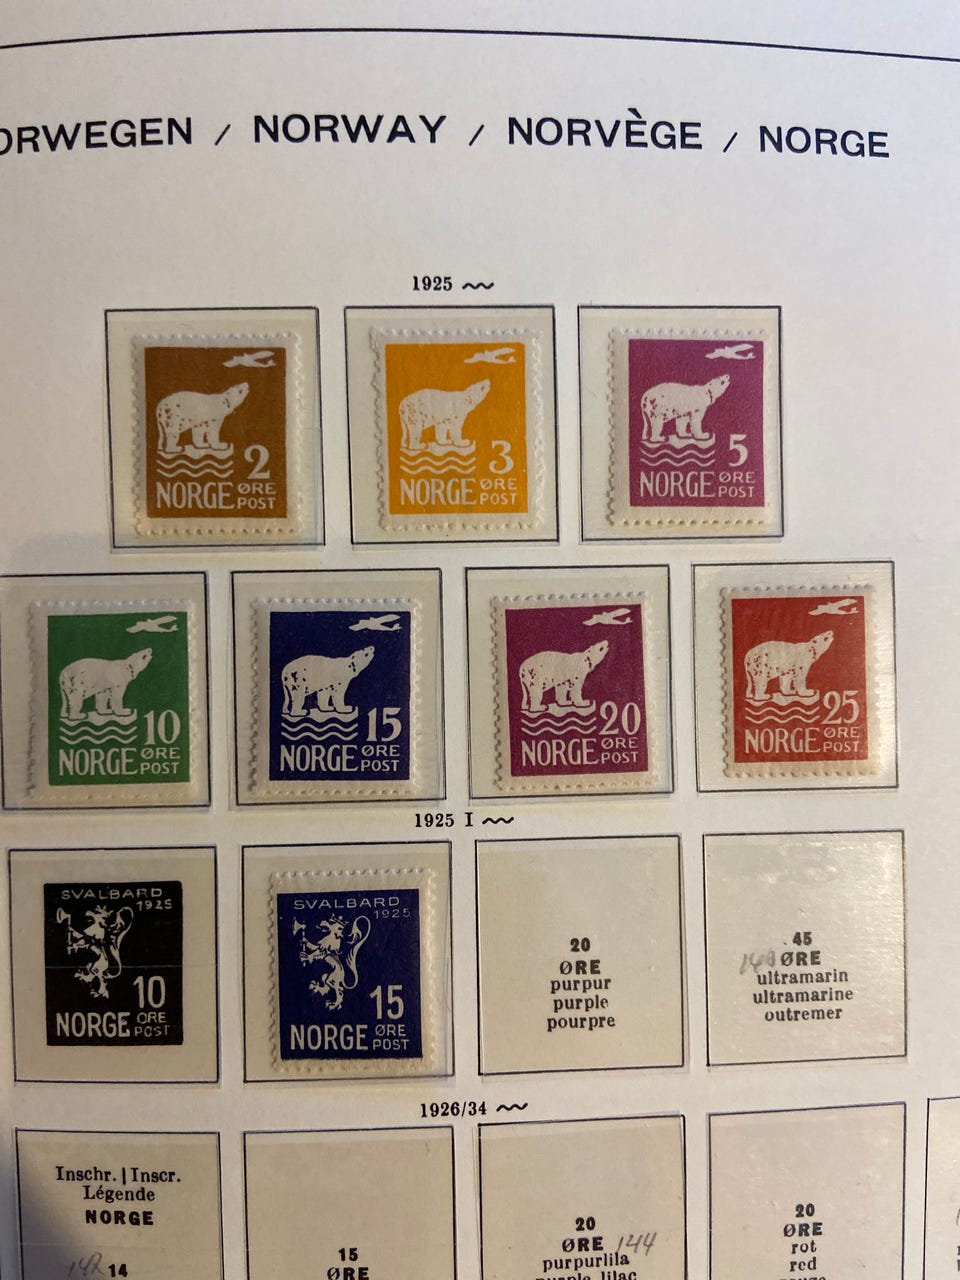 ORWEGEN / NORWAY / NORVÈGE / NORGE
1925
2
NORGE ØRE POST
3
NORGE ØRE POST
5
NORGE ØRE POST
10
NORGE ØRE POST
15
NORGE ØRE POST
20
NORGE ØRE POST
25
NORGE ØRE POST
1925 I
SVALBARD
1925
10
NORGE ØRE POST
SVALBARD
1925
15
NORGE ØRE POST
20
ØRE
purpur
purple
pourpre
45
ØRE
ultramarin
ultramarine
outremer
1926/34
Inschr. | Inscr.
Légende
NORGE
14
15
ØRE
20
ØRE 144
purpurlila
purple lilac
20
ØRE
rot
red